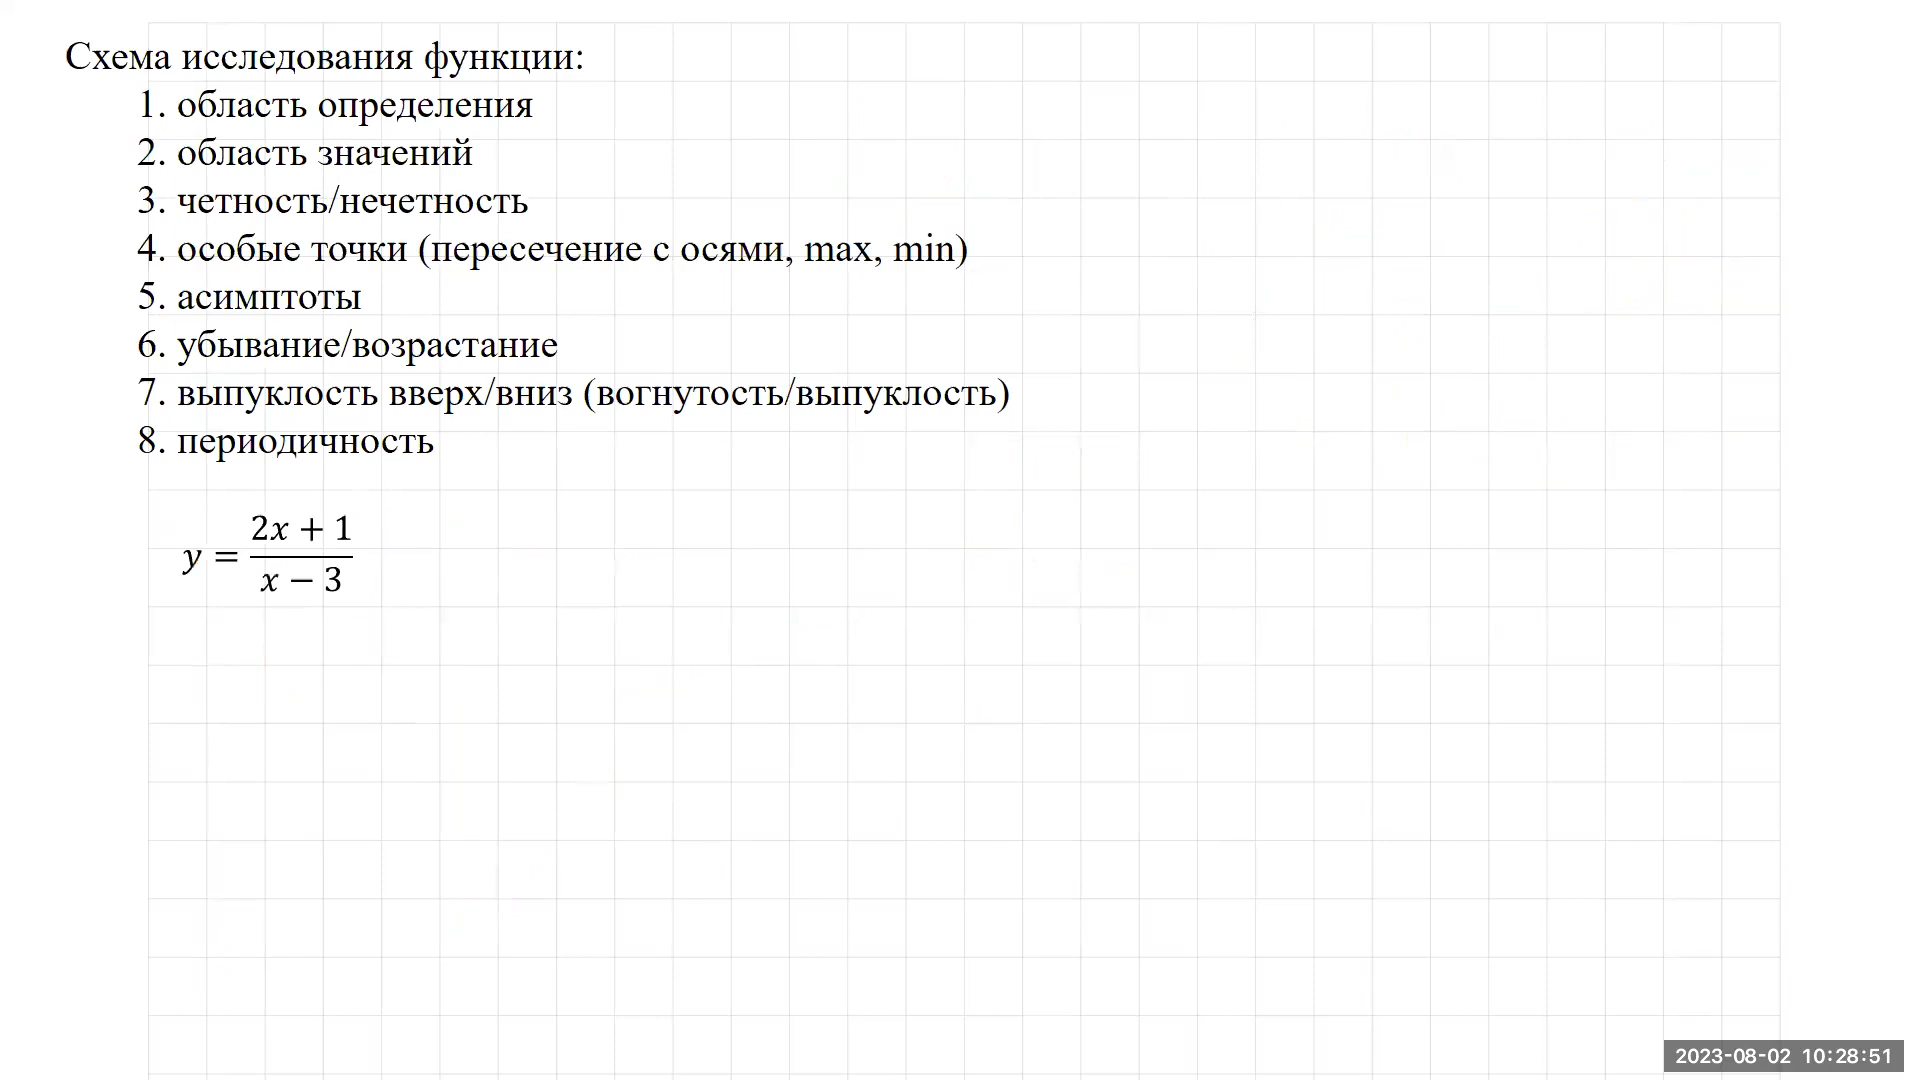 Схема исследования функции:
1. область определения
2. область значений
3. четность/нечетность
4. особые точки (пересечение с осями, max, min)
5. асимптоты
6. убывание/возрастание
7. выпуклость вверх/вниз (вогнутость/выпуклость)
8. периодичность
y = \frac{2x + 1}{x - 3}
2023-08-02 10:28:51